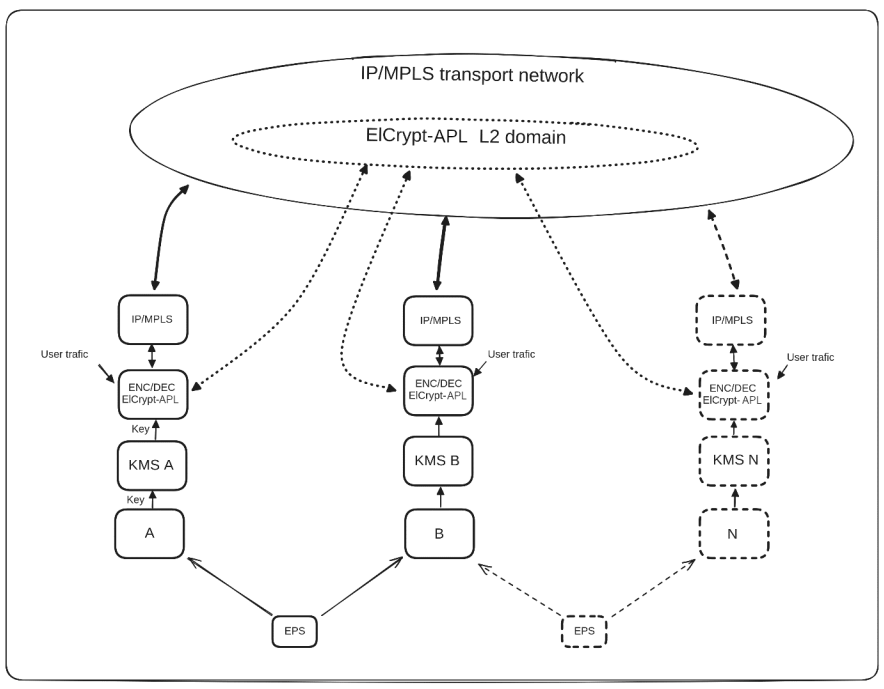 IP/MPLS transport network
ElCrypt-APL L2 domain
IP/MPLS
IP/MPLS
IP/MPLS
User trafic
User trafic
User trafic
ENC/DEC
ElCrypt-APL
ENC/DEC
ElCrypt-APL
ENC/DEC
ElCrypt- APL
Key
KMS A
KMS B
KMS N
Key
A
B
N
EPS
EPS